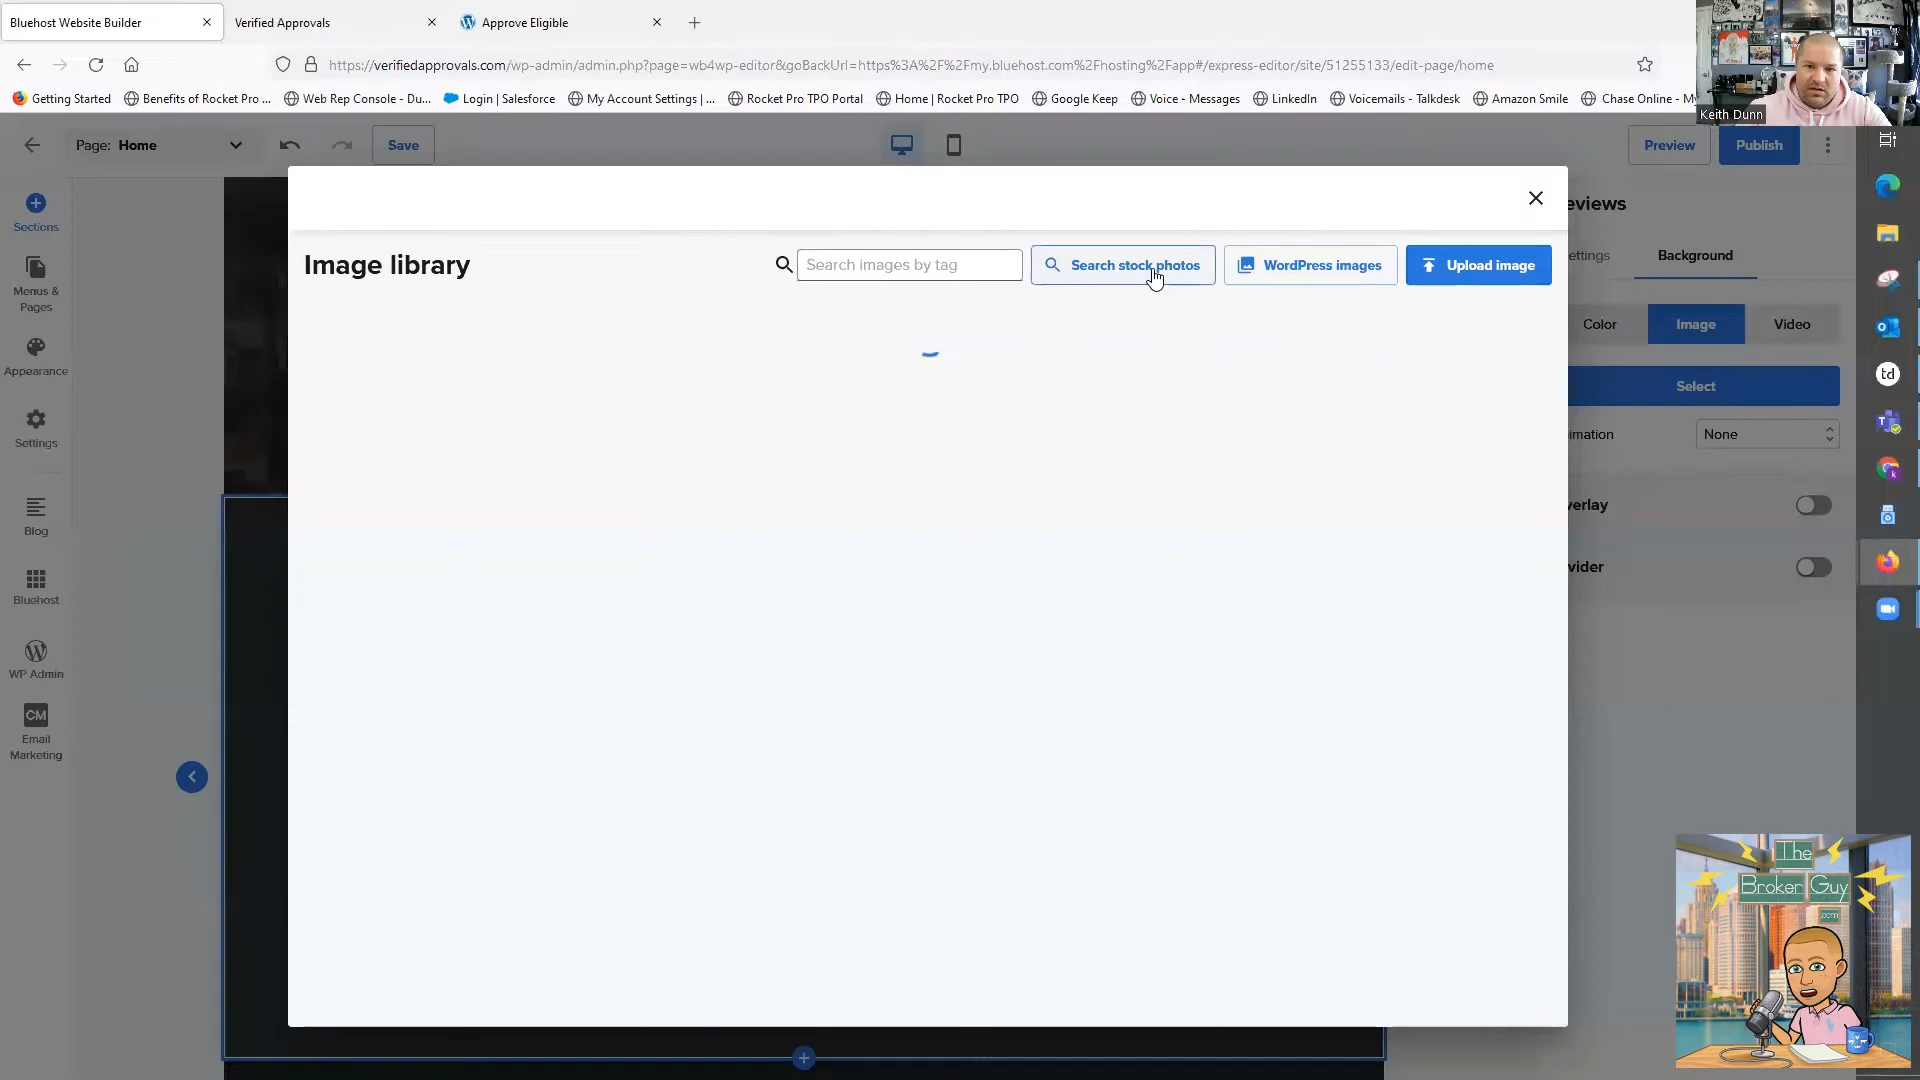 Bluehost Website Builder
Verified Approvals
Approve Eligible
https://verifiedapprovals.com/wp-admin/admin.php?page=wb4wp-editor&goBackUrl=https%3A%2F%2Fmy.bluehost.com%2Fhosting%2Fapp#/express-editor/site/51255133/edit-page/home
Getting Started
Benefits of Rocket Pro ...
Web Rep Console - Du...
Login | Salesforce
My Account Settings | ...
Rocket Pro TPO Portal
Home | Rocket Pro TPO
Google Keep
Voice - Messages
LinkedIn
Voicemails - Talkdesk
Amazon Smile
Chase Online - My
Keith Dunn
Page: Home
Save
Preview
Publish
Sections
Menus &
Pages
Appearance
Settings
Blog
Bluehost
WP Admin
CM
Email
Marketing
Image library
Search images by tag
Search stock photos
WordPress images
Upload image
eviews
ettings
Background
Color
Image
Video
Select
imation
None
verlay
vider
td
The
Broker Guy
.com